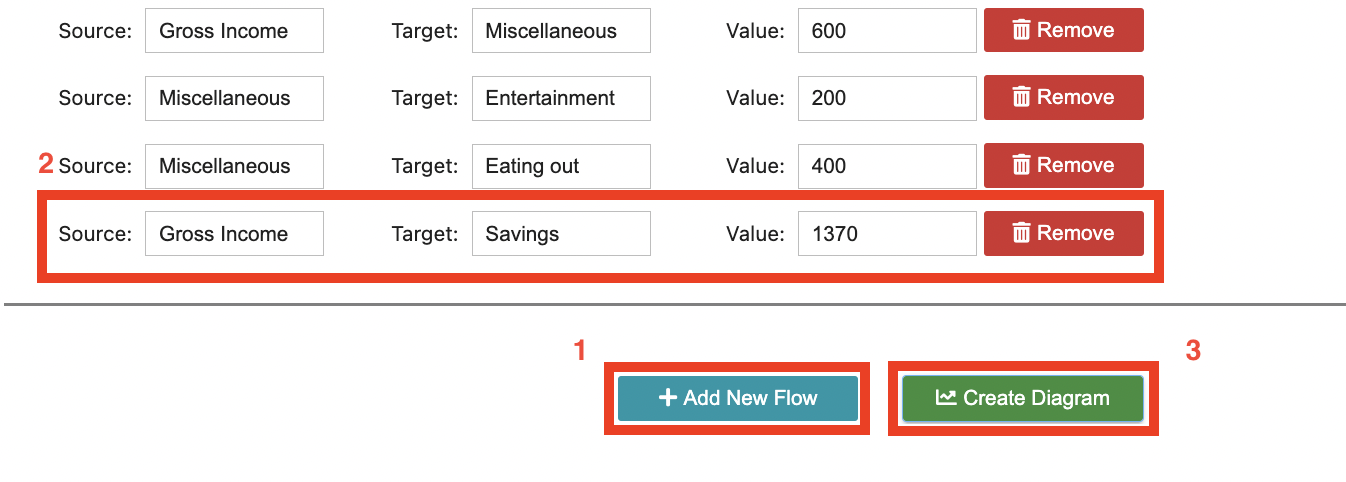 Source: Gross Income Target: Miscellaneous Value: 600 Remove
Source: Miscellaneous Target: Entertainment Value: 200 Remove
2 Source: Miscellaneous Target: Eating out Value: 400 Remove
Source: Gross Income Target: Savings Value: 1370 Remove
1 3
Add New Flow Create Diagram